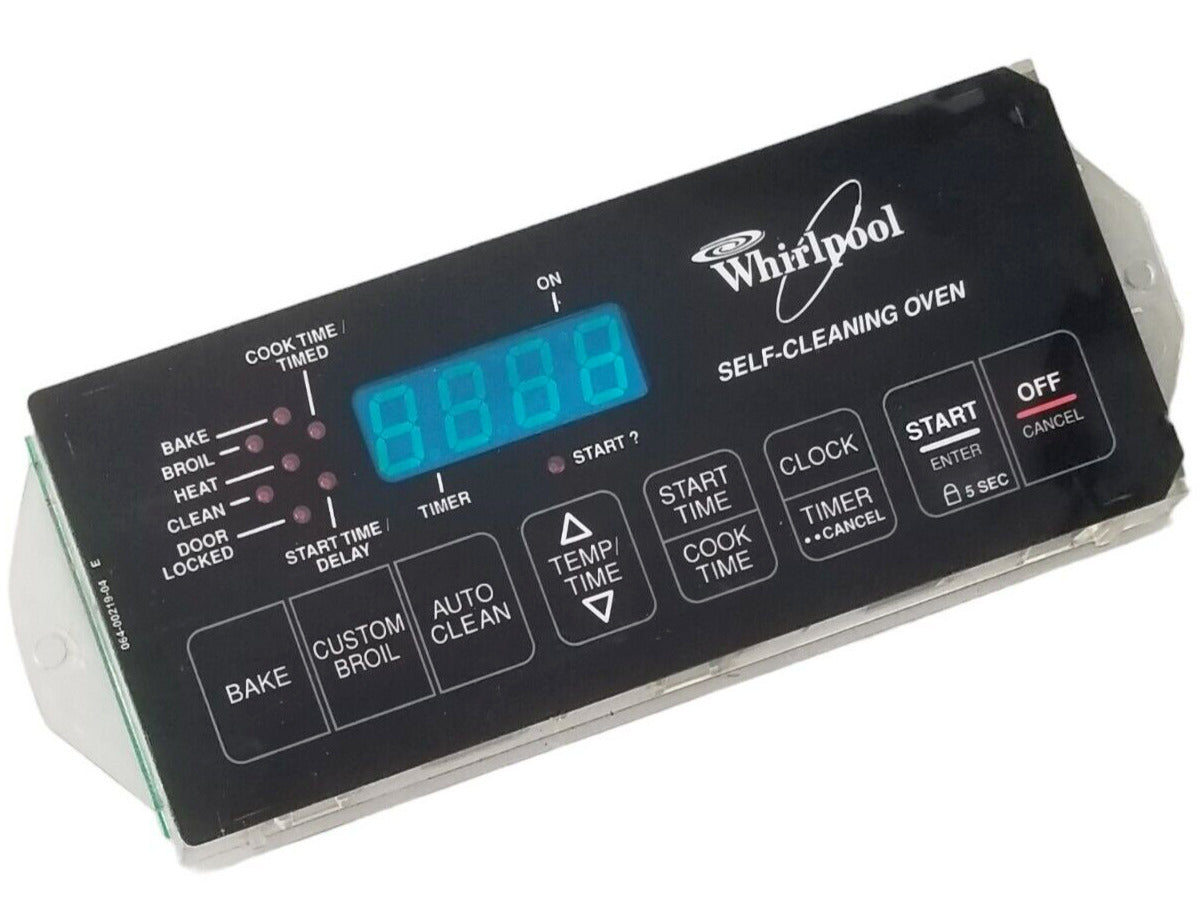 Whirlpool
SELF-CLEANING OVEN
ON
COOK TIME /
TIMED
8888
BAKE
BROIL
HEAT
CLEAN
DOOR
LOCKED
START TIME /
DELAY
TIMER
START ?
064-00219-04 E
BAKE
CUSTOM
BROIL
AUTO
CLEAN
TEMP/
TIME
START
TIME
COOK
TIME
CLOCK
TIMER
••CANCEL
START
ENTER
5 SEC
OFF
CANCEL